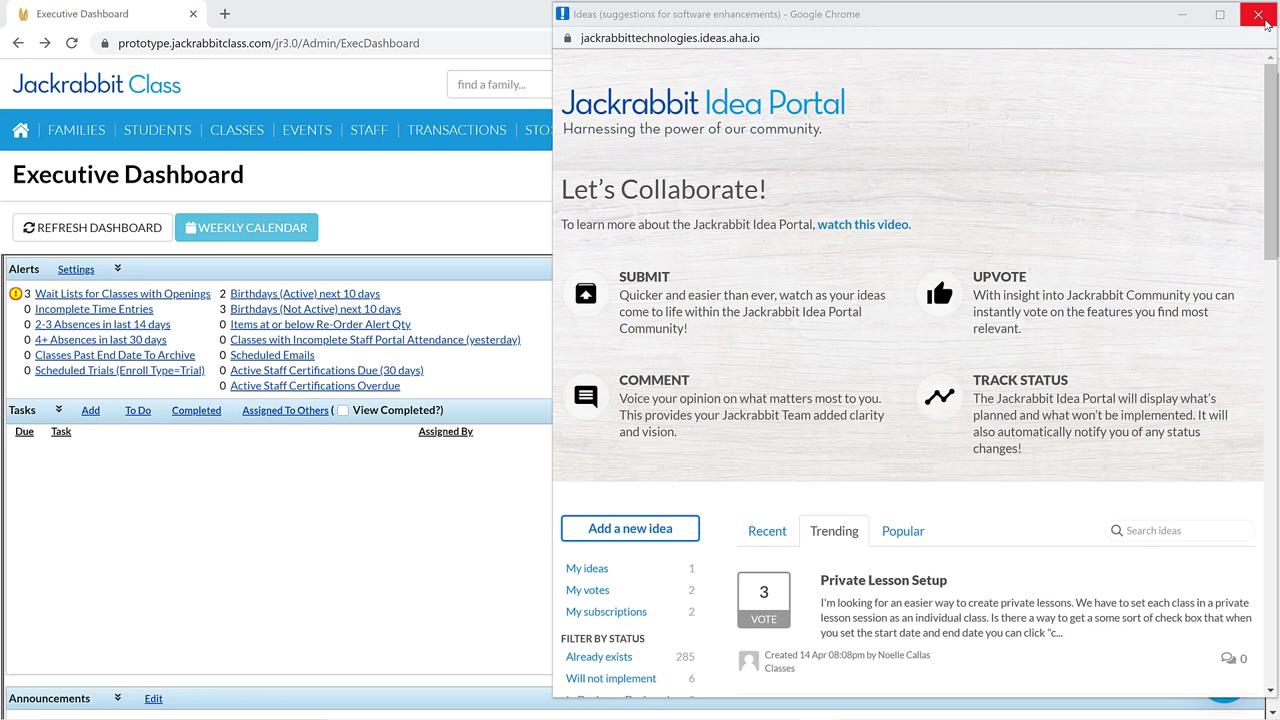 Executive Dashboard
prototype.jackrabbitclass.com/jr3.0/Admin/ExecDashboard
Jackrabbit Class
find a family...
FAMILIES
STUDENTS
CLASSES
EVENTS
STAFF
TRANSACTIONS
Executive Dashboard
REFRESH DASHBOARD
WEEKLY CALENDAR
Alerts Settings
3 Wait Lists for Classes with Openings
0 Incomplete Time Entries
0 2-3 Absences in last 14 days
0 4+ Absences in last 30 days
0 Classes Past End Date To Archive
0 Scheduled Trials (Enroll Type=Trial)
2 Birthdays (Active) next 10 days
3 Birthdays (Not Active) next 10 days
0 Items at or below Re-Order Alert Qty
0 Classes with Incomplete Staff Portal Attendance (yesterday)
0 Scheduled Emails
0 Active Staff Certifications Due (30 days)
0 Active Staff Certifications Overdue
Tasks Add To Do Completed Assigned To Others ( View Completed?)
Due Task Assigned By
Announcements Edit
Ideas (suggestions for software enhancements) - Google Chrome
jackrabbittechnologies.ideas.aha.io
Jackrabbit Idea Portal
Harnessing the power of our community.
Let's Collaborate!
To learn more about the Jackrabbit Idea Portal, watch this video.
SUBMIT
Quicker and easier than ever, watch as your ideas
come to life within the Jackrabbit Idea Portal
Community!
UPVOTE
With insight into Jackrabbit Community you can
instantly vote on the features you find most
relevant.
COMMENT
Voice your opinion on what matters most to you.
This provides your Jackrabbit Team added clarity
and vision.
TRACK STATUS
The Jackrabbit Idea Portal will display what's
planned and what won't be implemented. It will
also automatically notify you of any status
changes!
Add a new idea
My ideas 1
My votes 2
My subscriptions 2
FILTER BY STATUS
Already exists 285
Will not implement 6
Recent
Trending
Popular
Search ideas
3
VOTE
Private Lesson Setup
I'm looking for an easier way to create private lessons. We have to set each class in a private
lesson session as an individual class. Is there a way to get a some sort of check box that when
you set the start date and end date you can click "c...
Created 14 Apr 08:08pm by Noelle Callas
Classes
0